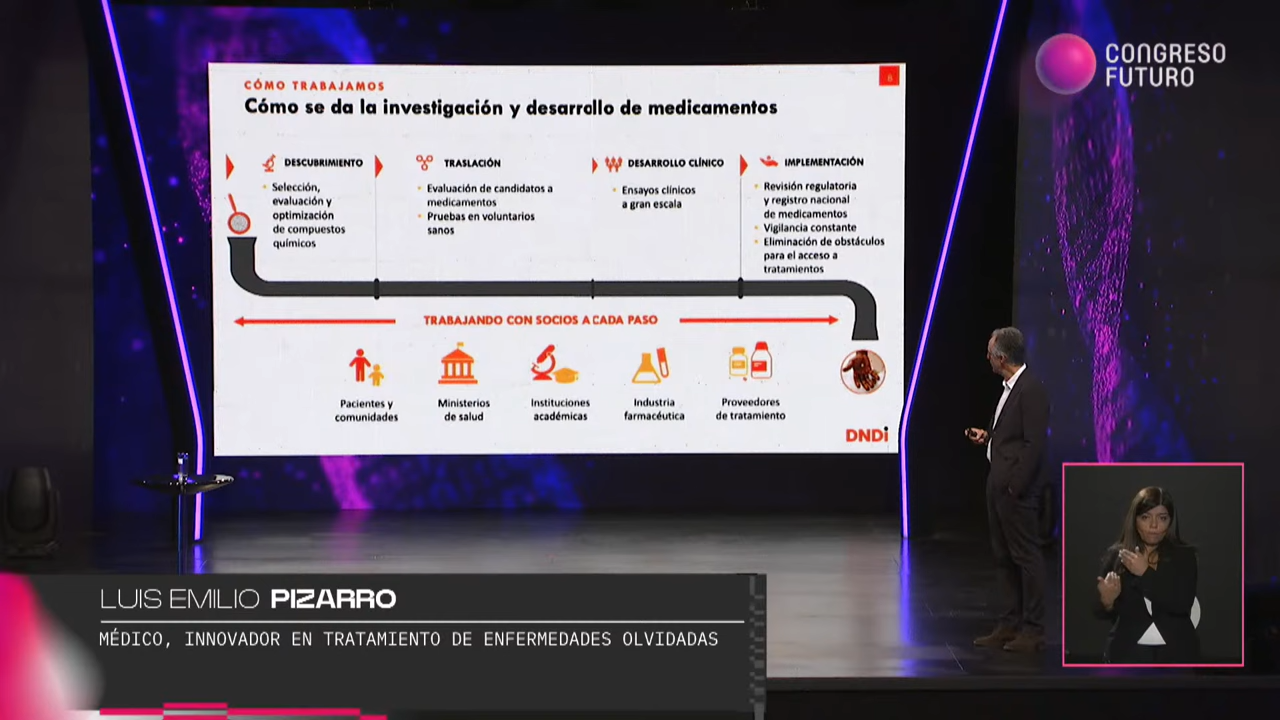 CONGRESO
FUTURO
CÓMO TRABAJAMOS
8
Cómo se da la investigación y desarrollo de medicamentos
DESCUBRIMIENTO
Selección,
evaluación y
optimización
de compuestos
químicos
TRASLACIÓN
Evaluación de candidatos a
medicamentos
Pruebas en voluntarios
sanos
DESARROLLO CLÍNICO
Ensayos clínicos
a gran escala
IMPLEMENTACIÓN
Revisión regulatoria
y registro nacional
de medicamentos
Vigilancia constante
Eliminación de obstáculos
para el acceso a
tratamientos
TRABAJANDO CON SOCIOS A CADA PASO
Pacientes y
comunidades
Ministerios
de salud
Instituciones
académicas
Industria
farmacéutica
Proveedores
de tratamiento
DNDi
LUIS EMILIO PIZARRO
MÉDICO, INNOVADOR EN TRATAMIENTO DE ENFERMEDADES OLVIDADAS